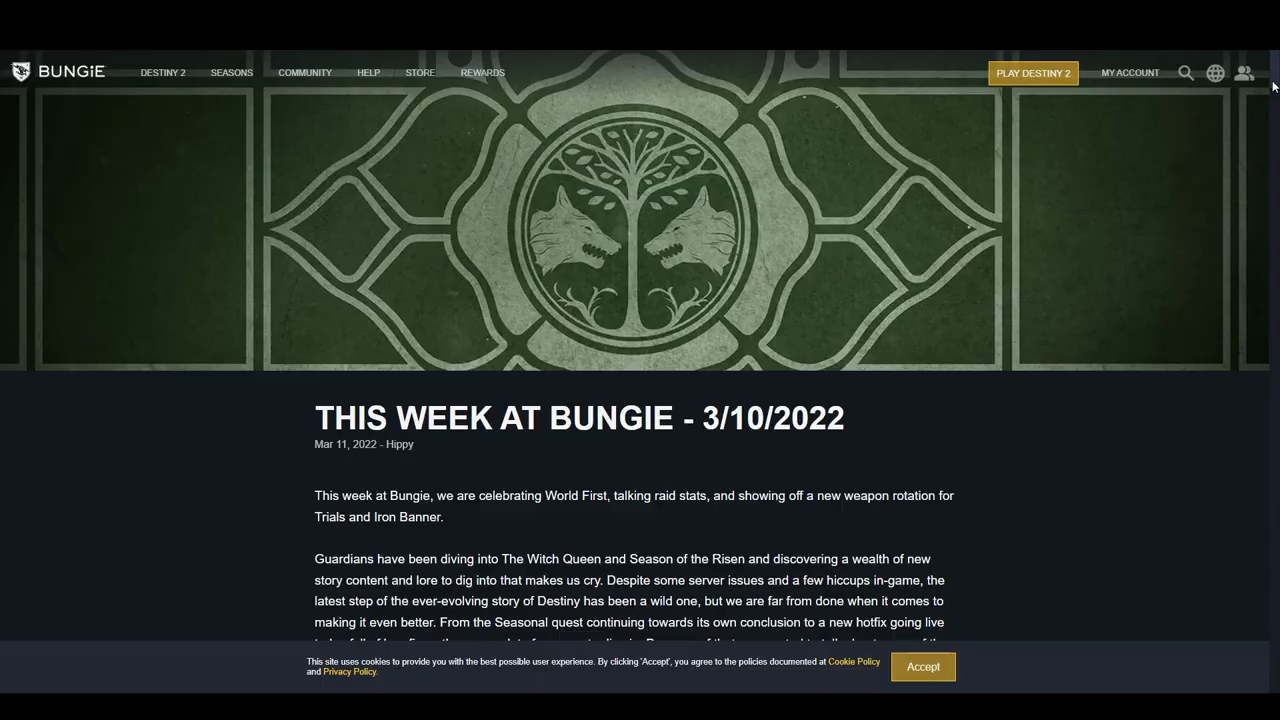 BUNGiE DESTINY 2 SEASONS COMMUNITY HELP STORE REWARDS PLAY DESTINY 2 MY ACCOUNT
THIS WEEK AT BUNGIE - 3/10/2022
Mar 11, 2022 - Hippy
This week at Bungie, we are celebrating World First, talking raid stats, and showing off a new weapon rotation for
Trials and Iron Banner.
Guardians have been diving into The Witch Queen and Season of the Risen and discovering a wealth of new
story content and lore to dig into that makes us cry. Despite some server issues and a few hiccups in-game, the
latest step of the ever-evolving story of Destiny has been a wild one, but we are far from done when it comes to
making it even better. From the Seasonal quest continuing towards its own conclusion to a new hotfix going live
This site uses cookies to provide you with the best possible user experience. By clicking 'Accept', you agree to the policies documented at Cookie Policy
and Privacy Policy.
Accept